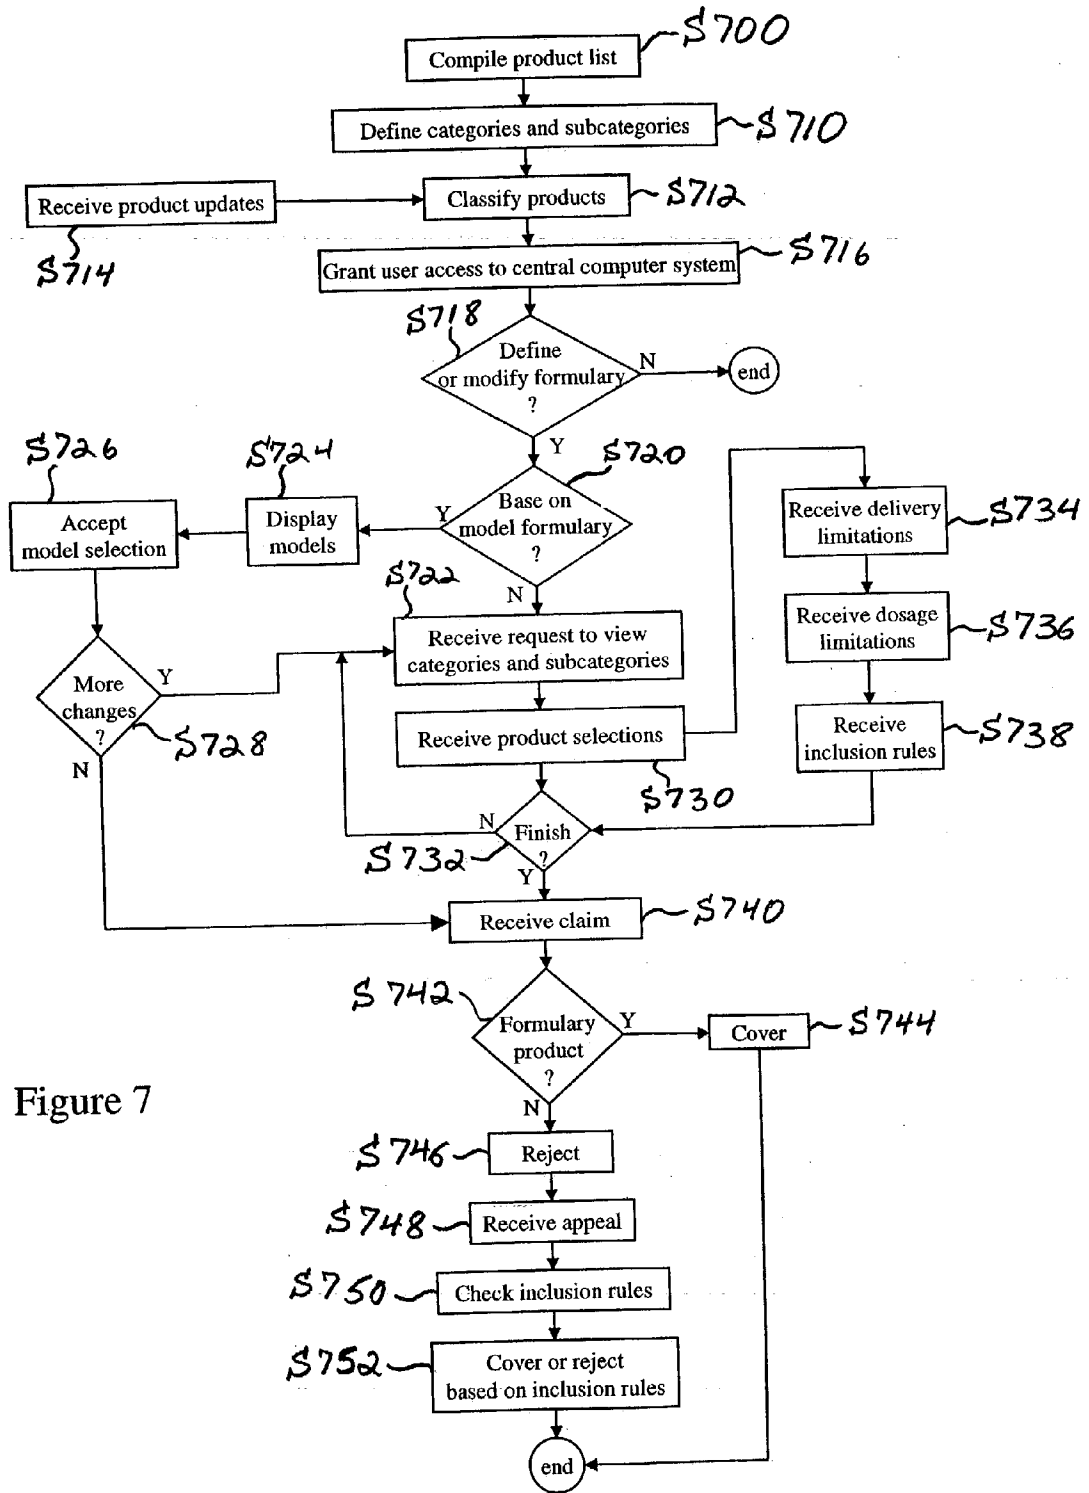 S700
Compile product list
Define categories and subcategories
S710
Receive product updates
Classify products
S712
S714
Grant user access to central computer system
S716
S718
Define
or modify formulary
?
N
end
Y
S726
S724
S720
Accept
model selection
Display
models
Y
Base on
model formulary
?
N
Receive delivery
limitations
S734
S722
Receive request to view
categories and subcategories
Receive dosage
limitations
S736
More
changes
?
Y
S728
N
Receive product selections
S730
Receive
inclusion rules
S738
N
Finish
?
S732
Y
Receive claim
S740
S742
Formulary
product
?
Y
Cover
S744
N
Figure 7
S746
Reject
S748
Receive appeal
S750
Check inclusion rules
S752
Cover or reject
based on inclusion rules
end